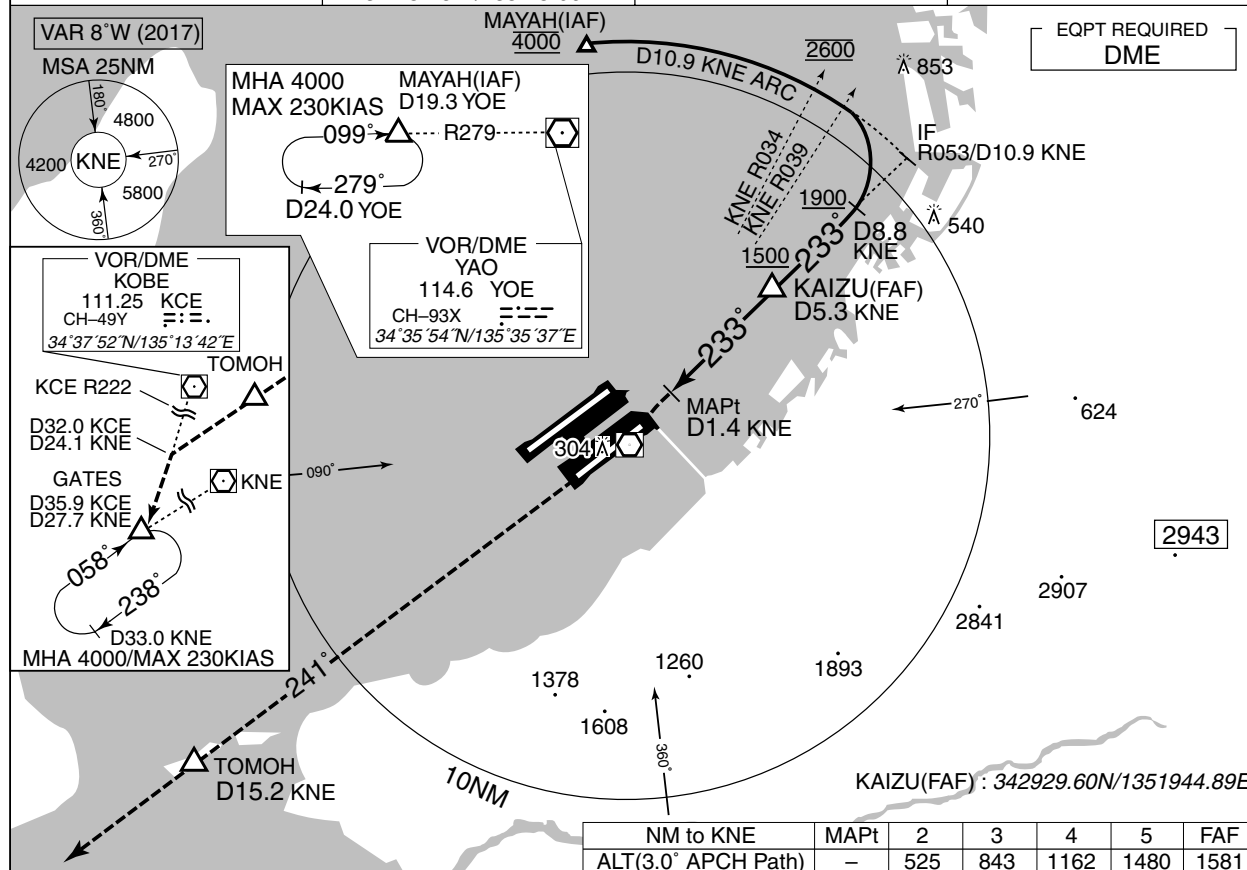 VAR 8°W (2017)
MSA 25NM
180°
4800
4200
KNE
270°
5800
360°
MHA 4000
MAX 230KIAS
MAYAH(IAF)
D19.3 YOE
099°
R279
279°
D24.0 YOE
VOR/DME
YAO
114.6 YOE
CH–93X
34°35´54˝N/135°35´37˝E
MAYAH(IAF)
4000
D10.9 KNE ARC
2600
853
EQPT REQUIRED
DME
IF
R053/D10.9 KNE
KNE R034
KNE R039
1900
D8.8
KNE
540
233°
1500
KAIZU(FAF)
D5.3 KNE
233°
MAPt
D1.4 KNE
304
VOR/DME
KOBE
111.25 KCE
CH–49Y
34°37´52˝N/135°13´42˝E
TOMOH
KCE R222
D32.0 KCE
D24.1 KNE
GATES
D35.9 KCE
D27.7 KNE
KNE
090°
058°
238°
D33.0 KNE
MHA 4000/MAX 230KIAS
270°
624
2943
2907
2841
1893
1260
1378
1608
360°
241°
TOMOH
D15.2 KNE
10NM
KAIZU(FAF) : 342929.60N/1351944.89E
NM to KNE MAPt 2 3 4 5 FAF
ALT(3.0° APCH Path) – 525 843 1162 1480 1581